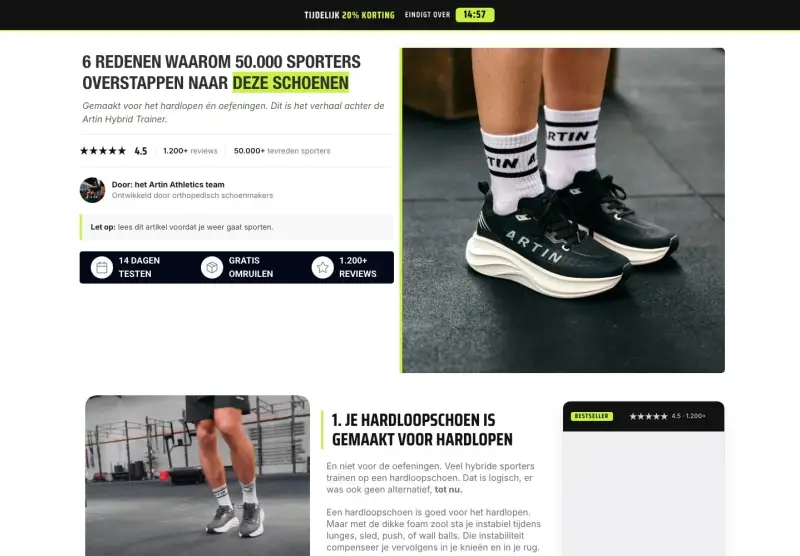 TIJDELIJK 20% KORTING EINDIGT OVER 14:57
6 REDENEN WAAROM 50.000 SPORTERS
OVERSTAPPEN NAAR DEZE SCHOENEN
Gemaakt voor het hardlopen én oefeningen. Dit is het verhaal achter de
Artin Hybrid Trainer.
★★★★★ 4.5 1.200+ reviews 50.000+ tevreden sporters
Door: het Artin Athletics team
Ontwikkeld door orthopedisch schoenmakers
Let op: lees dit artikel voordat je weer gaat sporten.
14 DAGEN
TESTEN
GRATIS
OMRUILEN
1.200+
REVIEWS
ARTIN
RTIN
ARTIN
1. JE HARDLOOPSCHOEN IS
GEMAAKT VOOR HARDLOPEN
En niet voor de oefeningen. Veel hybride sporters
trainen op een hardloopschoen. Dat is logisch, er
was ook geen alternatief, tot nu.
Een hardloopschoen is goed voor het hardlopen.
Maar met de dikke foam zool sta je instabiel tijdens
lunges, sled, push, of wall balls. Die instabiliteit
compenseer je vervolgens in je knieën en in je rug.
BESTSELLER ★★★★★ 4.5 · 1.200+